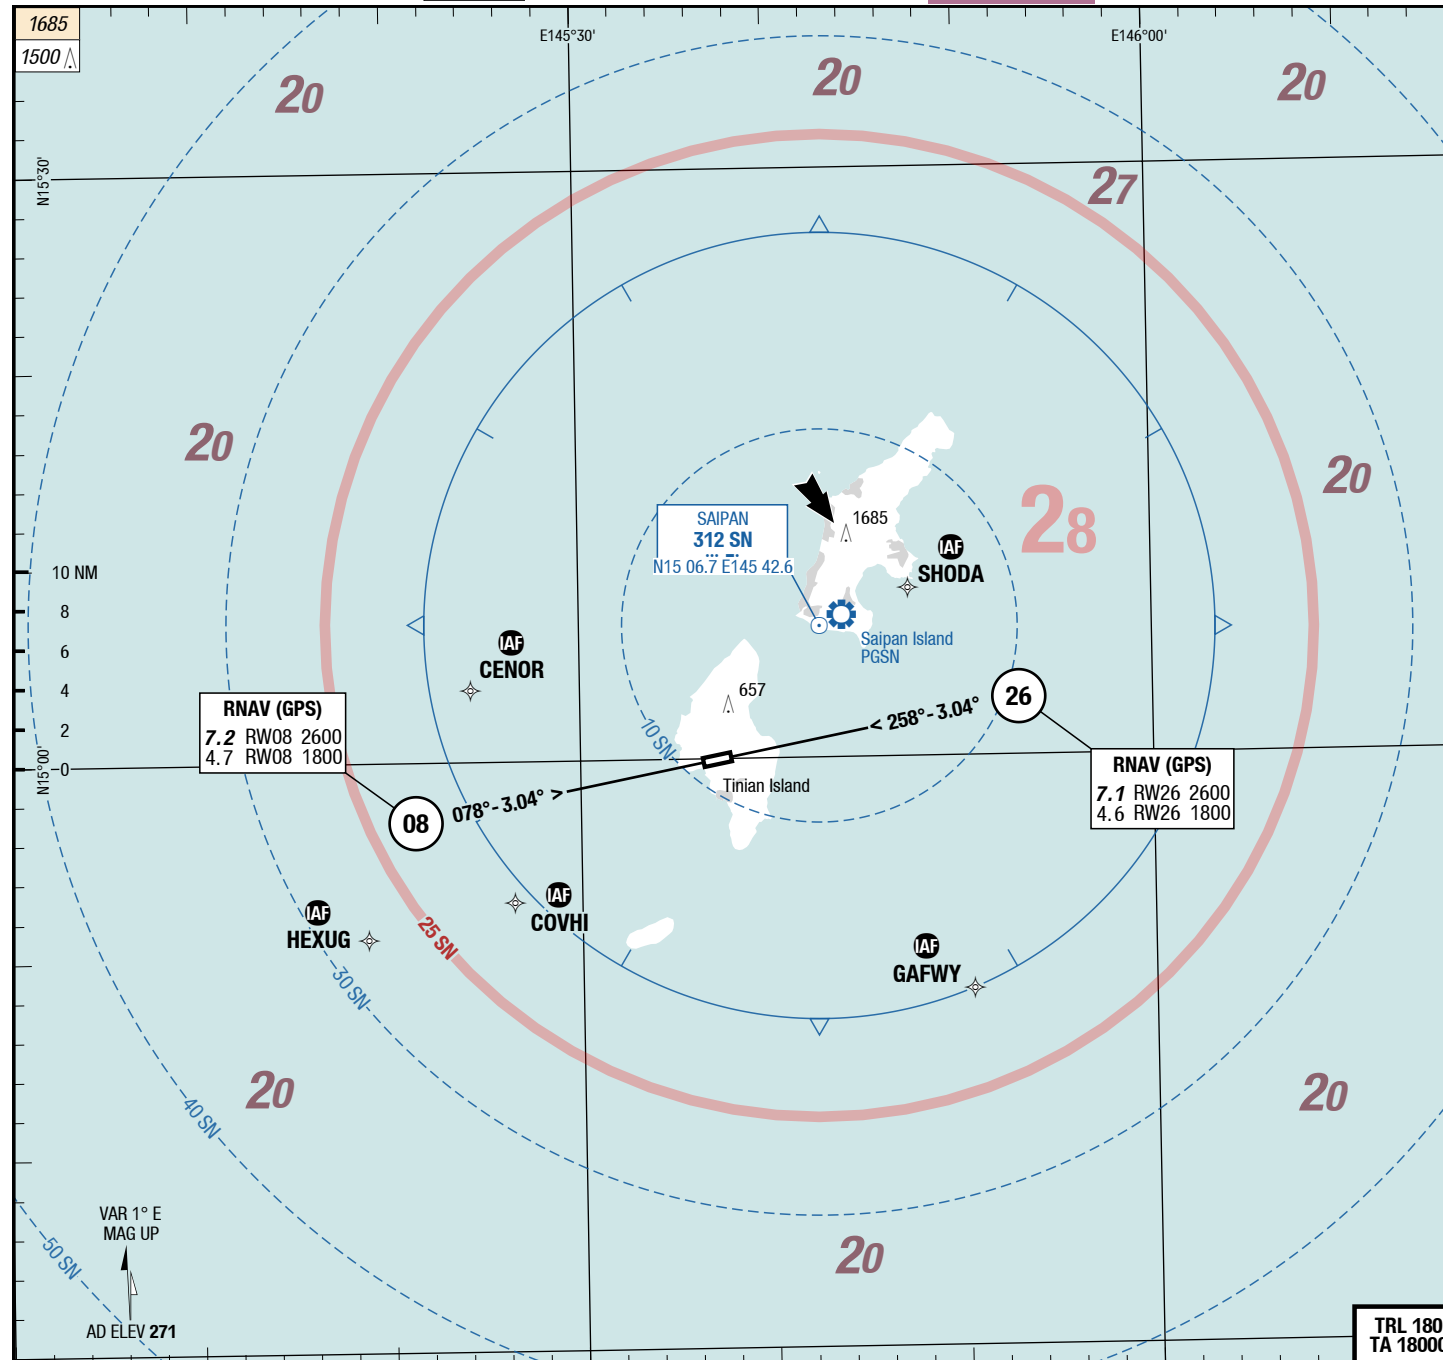 1685
1500
E145°30'
E146°00'
20
20
20
N15°30'
27
20
20
1685
SAIPAN
312 SN
N15 06.7 E145 42.6
28
IAF
SHODA
10 NM
8
6
4
2
0
N15°00'
Saipan Island
PGSN
IAF
CENOR
657
26
258°-3.04°
<
10 SN
RNAV (GPS)
7.2 RW08 2600
4.7 RW08 1800
RNAV (GPS)
7.1 RW26 2600
4.6 RW26 1800
Tinian Island
08
078°-3.04° >
IAF
COVHI
IAF
HEXUG
25 SN
IAF
GAFWY
30 SN
20
20
40 SN
VAR 1° E
MAG UP
50 SN
20
AD ELEV 271
TRL 180
TA 18000